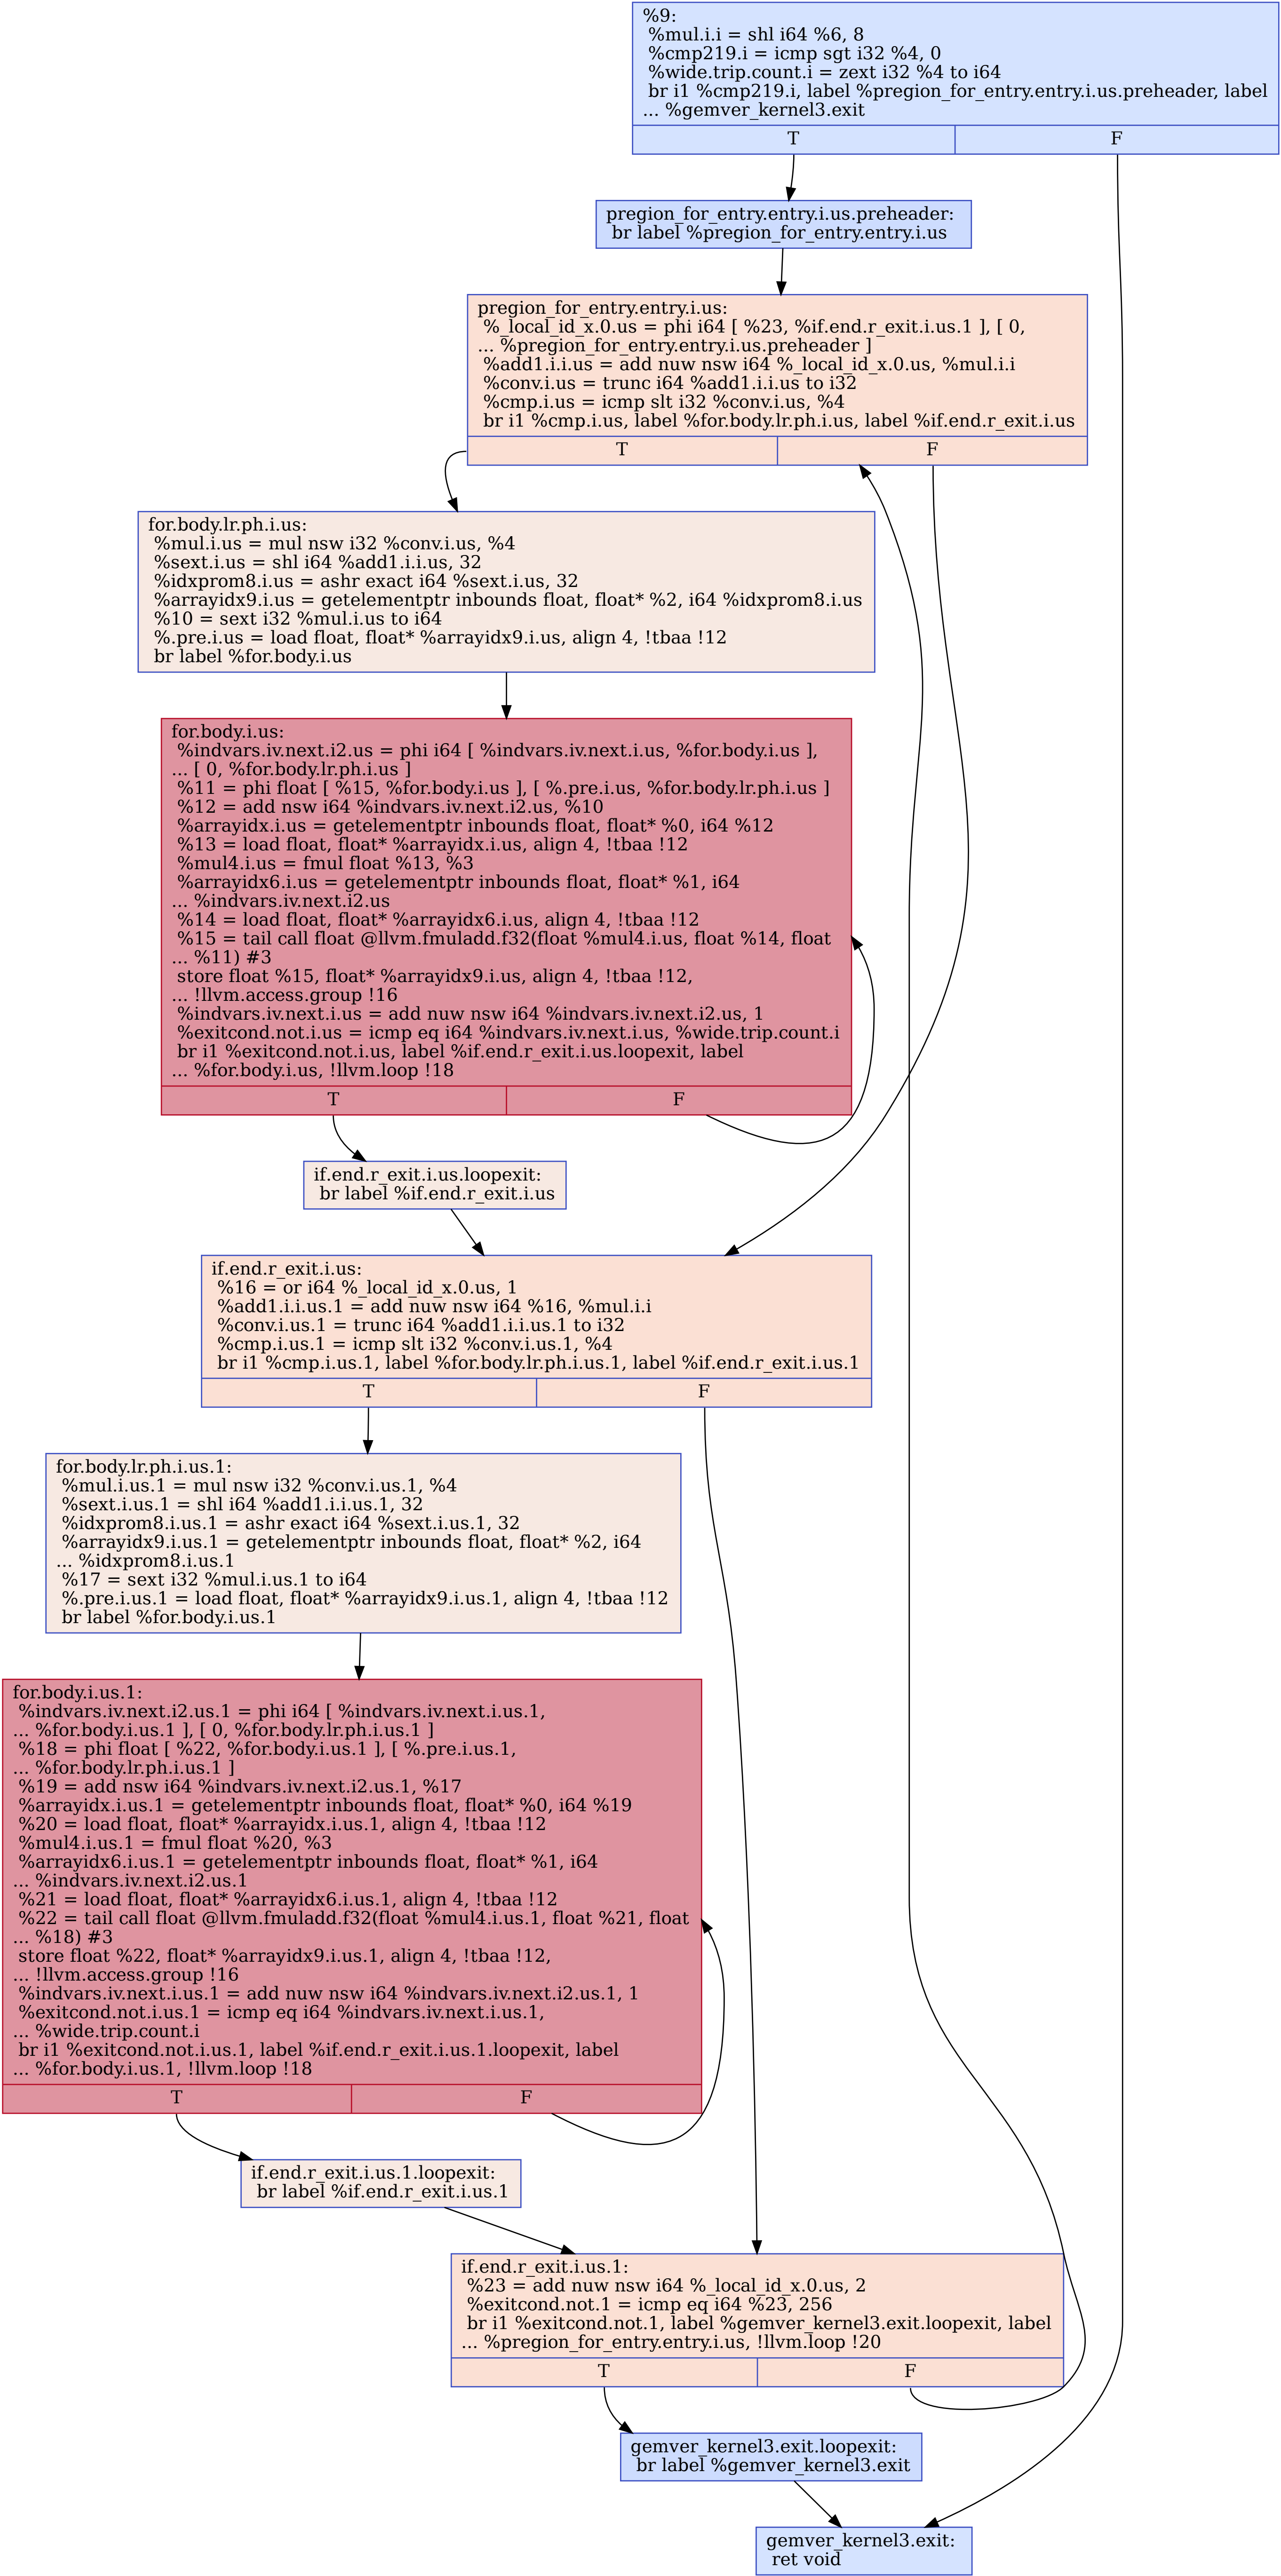 %9:
%mul.i.i = shl i64 %6, 8
%cmp219.i = icmp sgt i32 %4, 0
%wide.trip.count.i = zext i32 %4 to i64
br i1 %cmp219.i, label %pregion_for_entry.entry.i.us.preheader, label
... %gemver_kernel3.exit
T F
pregion_for_entry.entry.i.us.preheader:
br label %pregion_for_entry.entry.i.us
pregion_for_entry.entry.i.us:
%_local_id_x.0.us = phi i64 [ %23, %if.end.r_exit.i.us.1 ], [ 0,
... %pregion_for_entry.entry.i.us.preheader ]
%add1.i.i.us = add nuw nsw i64 %_local_id_x.0.us, %mul.i.i
%conv.i.us = trunc i64 %add1.i.i.us to i32
%cmp.i.us = icmp slt i32 %conv.i.us, %4
br i1 %cmp.i.us, label %for.body.lr.ph.i.us, label %if.end.r_exit.i.us
T F
for.body.lr.ph.i.us:
%mul.i.us = mul nsw i32 %conv.i.us, %4
%sext.i.us = shl i64 %add1.i.i.us, 32
%idxprom8.i.us = ashr exact i64 %sext.i.us, 32
%arrayidx9.i.us = getelementptr inbounds float, float* %2, i64 %idxprom8.i.us
%10 = sext i32 %mul.i.us to i64
%.pre.i.us = load float, float* %arrayidx9.i.us, align 4, !tbaa !12
br label %for.body.i.us
for.body.i.us:
%indvars.iv.next.i2.us = phi i64 [ %indvars.iv.next.i.us, %for.body.i.us ],
... [ 0, %for.body.lr.ph.i.us ]
%11 = phi float [ %15, %for.body.i.us ], [ %.pre.i.us, %for.body.lr.ph.i.us ]
%12 = add nsw i64 %indvars.iv.next.i2.us, %10
%arrayidx.i.us = getelementptr inbounds float, float* %0, i64 %12
%13 = load float, float* %arrayidx.i.us, align 4, !tbaa !12
%mul4.i.us = fmul float %13, %3
%arrayidx6.i.us = getelementptr inbounds float, float* %1, i64
... %indvars.iv.next.i2.us
%14 = load float, float* %arrayidx6.i.us, align 4, !tbaa !12
%15 = tail call float @llvm.fmuladd.f32(float %mul4.i.us, float %14, float
... %11) #3
store float %15, float* %arrayidx9.i.us, align 4, !tbaa !12,
... !llvm.access.group !16
%indvars.iv.next.i.us = add nuw nsw i64 %indvars.iv.next.i2.us, 1
%exitcond.not.i.us = icmp eq i64 %indvars.iv.next.i.us, %wide.trip.count.i
br i1 %exitcond.not.i.us, label %if.end.r_exit.i.us.loopexit, label
... %for.body.i.us, !llvm.loop !18
T F
if.end.r_exit.i.us.loopexit:
br label %if.end.r_exit.i.us
if.end.r_exit.i.us:
%16 = or i64 %_local_id_x.0.us, 1
%add1.i.i.us.1 = add nuw nsw i64 %16, %mul.i.i
%conv.i.us.1 = trunc i64 %add1.i.i.us.1 to i32
%cmp.i.us.1 = icmp slt i32 %conv.i.us.1, %4
br i1 %cmp.i.us.1, label %for.body.lr.ph.i.us.1, label %if.end.r_exit.i.us.1
T F
for.body.lr.ph.i.us.1:
%mul.i.us.1 = mul nsw i32 %conv.i.us.1, %4
%sext.i.us.1 = shl i64 %add1.i.i.us.1, 32
%idxprom8.i.us.1 = ashr exact i64 %sext.i.us.1, 32
%arrayidx9.i.us.1 = getelementptr inbounds float, float* %2, i64
... %idxprom8.i.us.1
%17 = sext i32 %mul.i.us.1 to i64
%.pre.i.us.1 = load float, float* %arrayidx9.i.us.1, align 4, !tbaa !12
br label %for.body.i.us.1
for.body.i.us.1:
%indvars.iv.next.i2.us.1 = phi i64 [ %indvars.iv.next.i.us.1,
... %for.body.i.us.1 ], [ 0, %for.body.lr.ph.i.us.1 ]
%18 = phi float [ %22, %for.body.i.us.1 ], [ %.pre.i.us.1,
... %for.body.lr.ph.i.us.1 ]
%19 = add nsw i64 %indvars.iv.next.i2.us.1, %17
%arrayidx.i.us.1 = getelementptr inbounds float, float* %0, i64 %19
%20 = load float, float* %arrayidx.i.us.1, align 4, !tbaa !12
%mul4.i.us.1 = fmul float %20, %3
%arrayidx6.i.us.1 = getelementptr inbounds float, float* %1, i64
... %indvars.iv.next.i2.us.1
%21 = load float, float* %arrayidx6.i.us.1, align 4, !tbaa !12
%22 = tail call float @llvm.fmuladd.f32(float %mul4.i.us.1, float %21, float
... %18) #3
store float %22, float* %arrayidx9.i.us.1, align 4, !tbaa !12,
... !llvm.access.group !16
%indvars.iv.next.i.us.1 = add nuw nsw i64 %indvars.iv.next.i2.us.1, 1
%exitcond.not.i.us.1 = icmp eq i64 %indvars.iv.next.i.us.1,
... %wide.trip.count.i
br i1 %exitcond.not.i.us.1, label %if.end.r_exit.i.us.1.loopexit, label
... %for.body.i.us.1, !llvm.loop !18
T F
if.end.r_exit.i.us.1.loopexit:
br label %if.end.r_exit.i.us.1
if.end.r_exit.i.us.1:
%23 = add nuw nsw i64 %_local_id_x.0.us, 2
%exitcond.not.1 = icmp eq i64 %23, 256
br i1 %exitcond.not.1, label %gemver_kernel3.exit.loopexit, label
... %pregion_for_entry.entry.i.us, !llvm.loop !20
T F
gemver_kernel3.exit.loopexit:
br label %gemver_kernel3.exit
gemver_kernel3.exit:
ret void